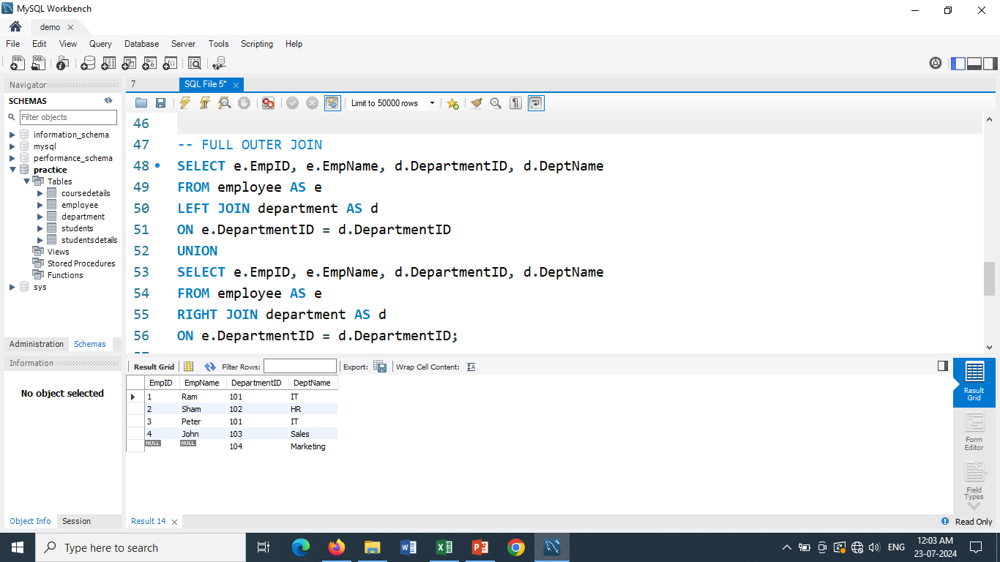 MySQL Workbench
demo
File Edit View Query Database Server Tools Scripting Help
Navigator
SCHEMAS
Filter objects
information_schema
mysql
performance_schema
practice
Tables
coursedetails
employee
department
students
studentsdetails
Views
Stored Procedures
Functions
sys
Administration Schemas
Information
No object selected
Object Info Session
7 SQL File 5*
Limit to 50000 rows
46
47 -- FULL OUTER JOIN
48 SELECT e.EmpID, e.EmpName, d.DepartmentID, d.DeptName
49 FROM employee AS e
50 LEFT JOIN department AS d
51 ON e.DepartmentID = d.DepartmentID
52 UNION
53 SELECT e.EmpID, e.EmpName, d.DepartmentID, d.DeptName
54 FROM employee AS e
55 RIGHT JOIN department AS d
56 ON e.DepartmentID = d.DepartmentID;
Result Grid Filter Rows: Export: Wrap Cell Content:
EmpID EmpName DepartmentID DeptName
1 Ram 101 IT
2 Sham 102 HR
3 Peter 101 IT
4 John 103 Sales
NULL NULL 104 Marketing
Result
Grid
Form
Editor
Field
Types
Result 14
Read Only
Type here to search
ENG
12:03 AM
23-07-2024